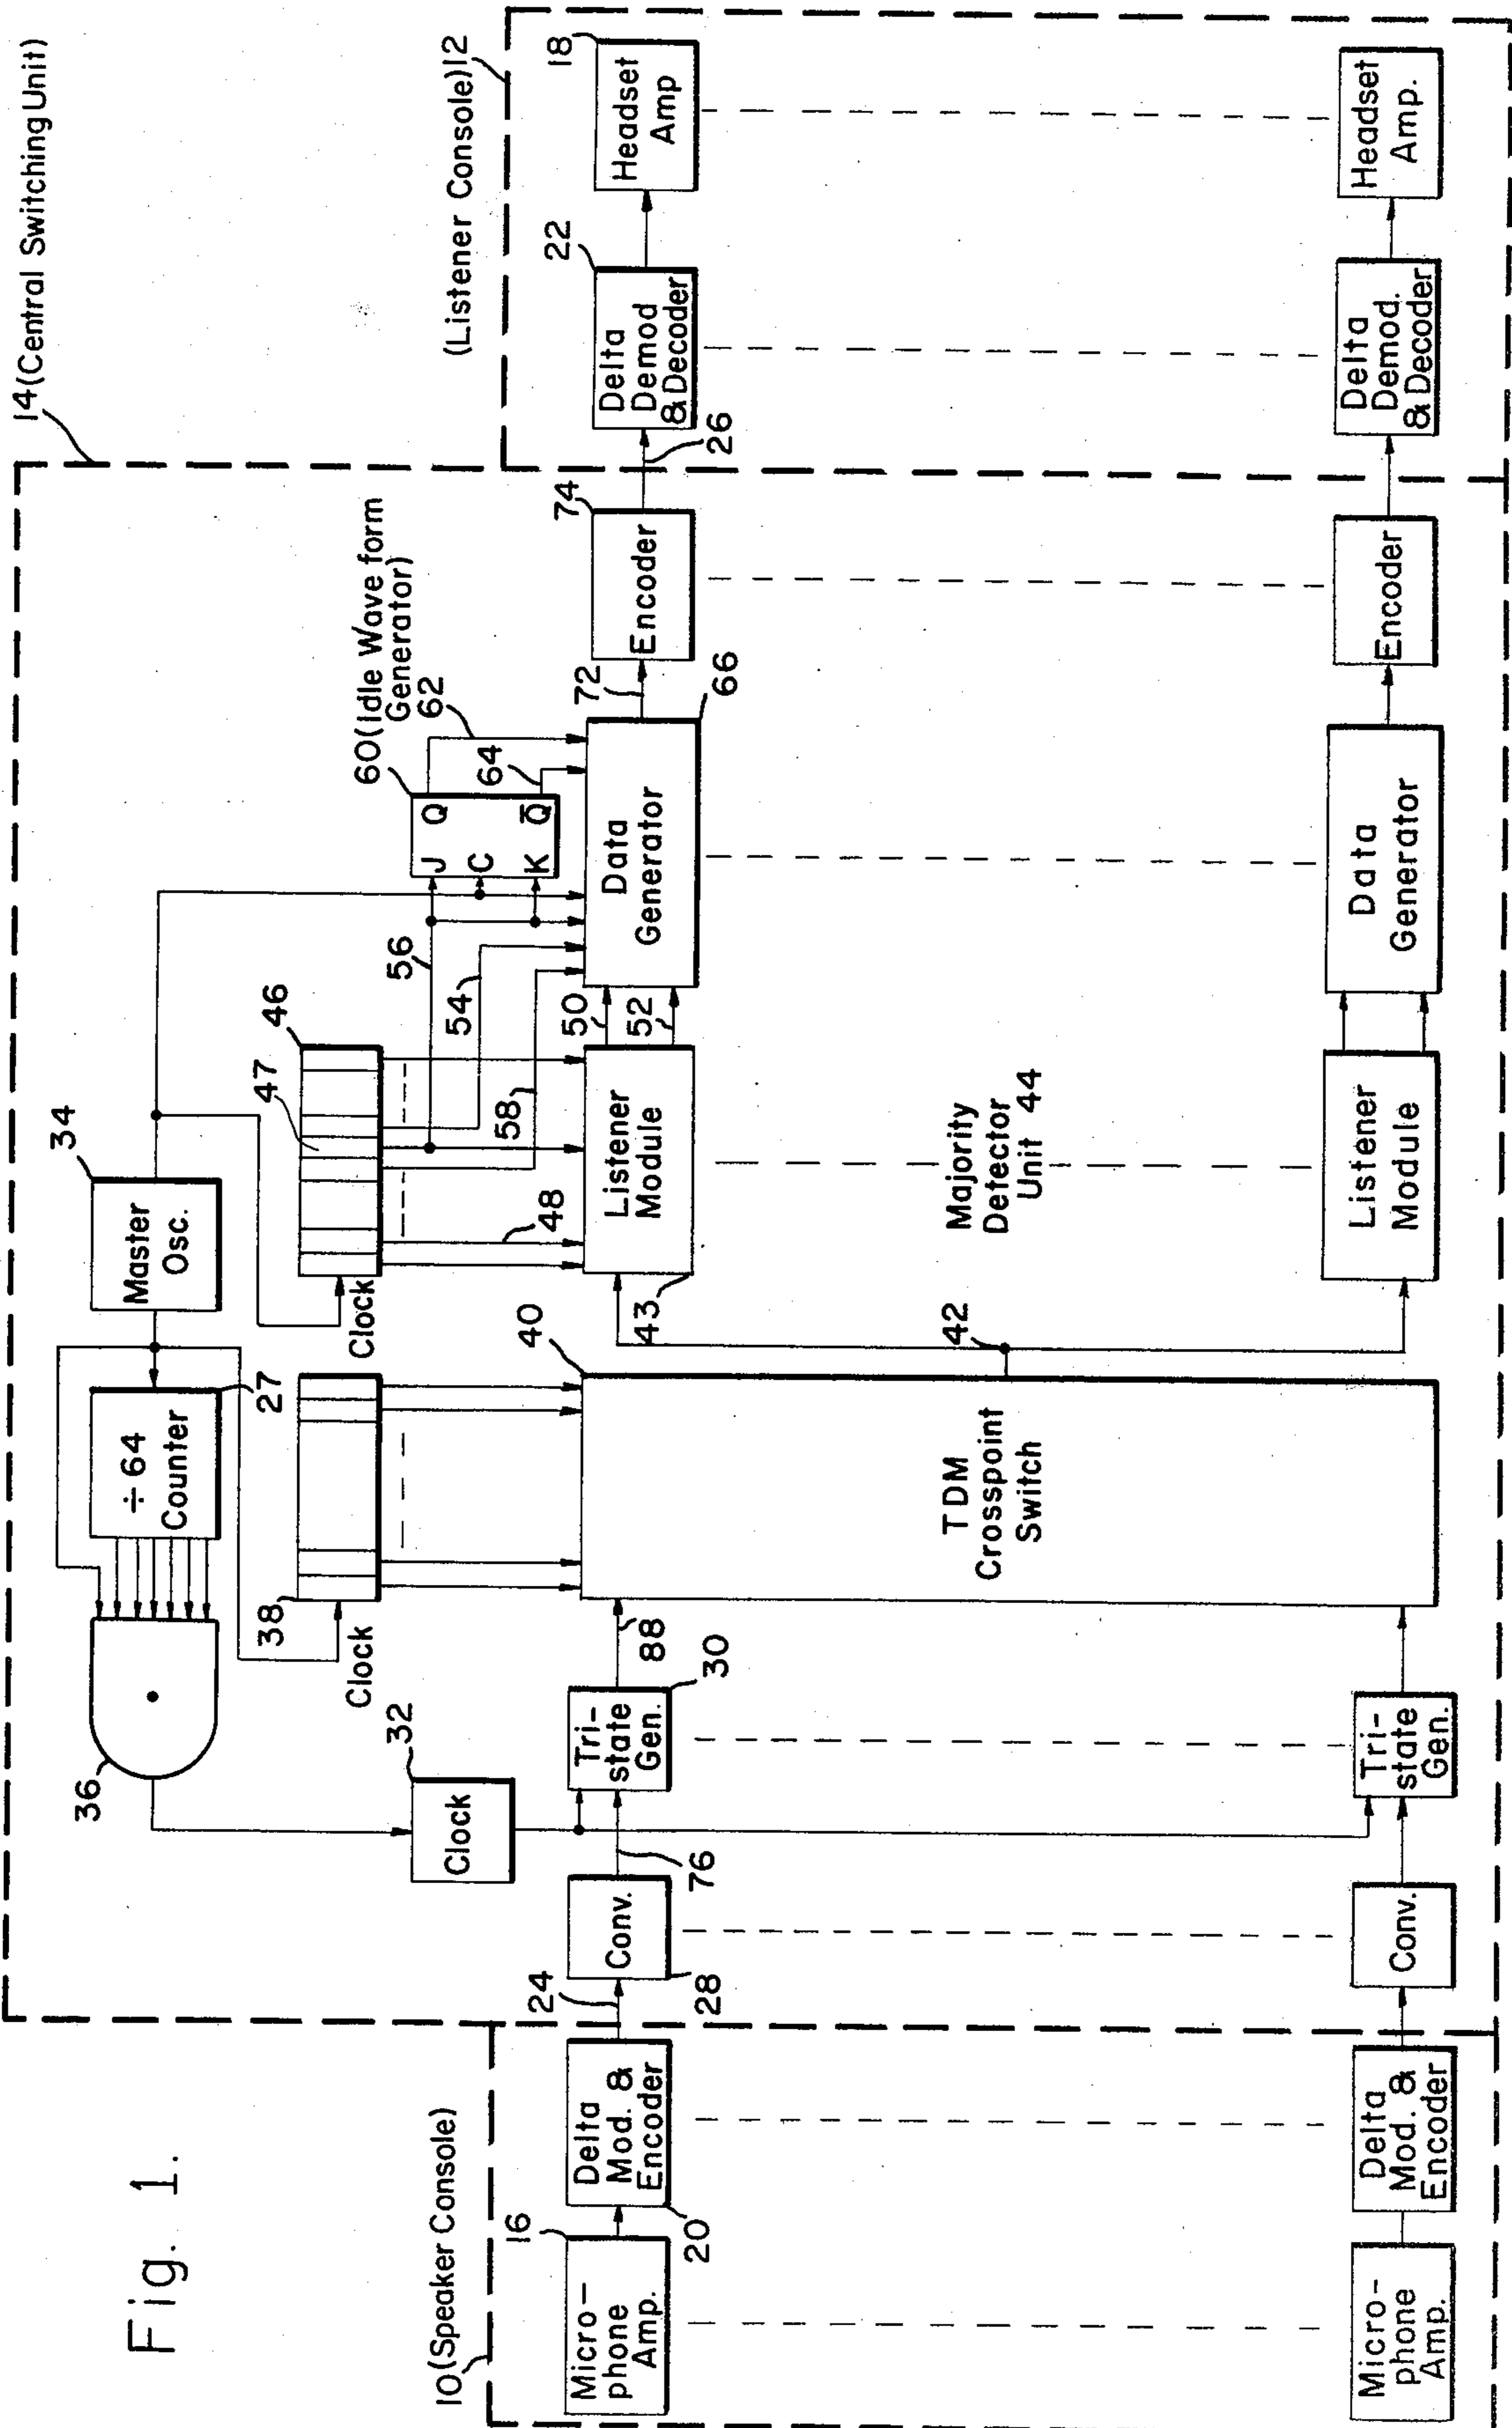 Fig. 1.
14 (Central Switching Unit)
10 (Speaker Console)
(Listener Console) 12
36
÷ 64
Counter
27
Master
Osc.
34
32
Clock
38
Clock
Clock
47
46
56
54
58
48
60 (Idle Wave form
Generator)
62
64
J
Q
C
K
Q̅
16
Micro-
phone
Amp.
20
Delta
Mod. &
Encoder
24
28
Conv.
76
30
Tri-
state
Gen.
88
40
TDM
Crosspoint
Switch
42
43
Listener
Module
50
52
Data
Generator
66
72
74
Encoder
26
22
Delta
Demod
& Decoder
18
Headset
Amp
Majority
Detector
Unit 44
Micro-
phone
Amp.
Delta
Mod. &
Encoder
Conv.
Tri-
state
Gen.
Listener
Module
Data
Generator
Encoder
Delta
Demod.
& Decoder
Headset
Amp.